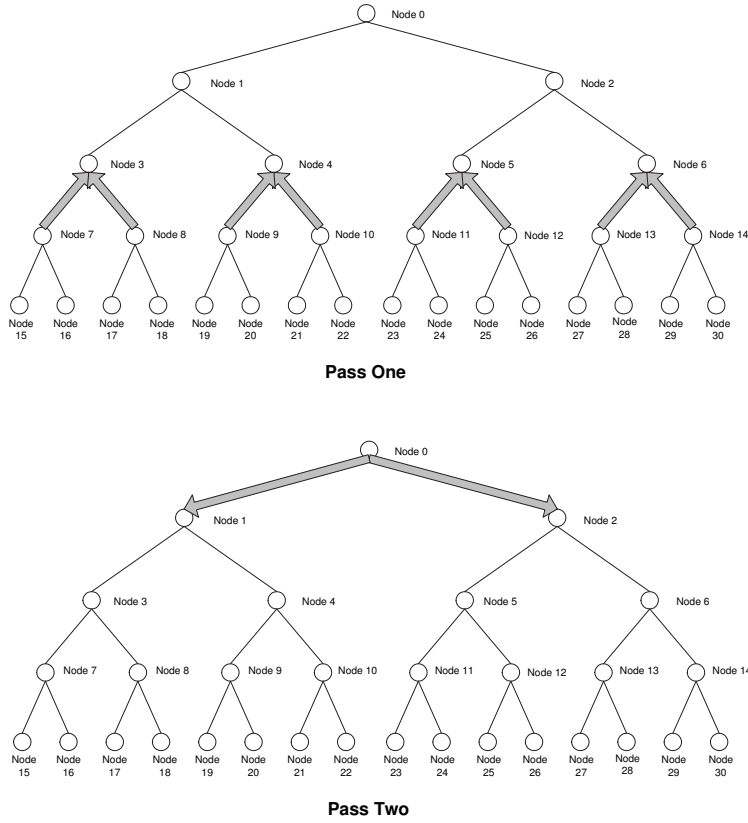 Node 0
Node 1
Node 2
Node 3
Node 4
Node 5
Node 6
Node 7
Node 8
Node 9
Node 10
Node 11
Node 12
Node 13
Node 14
Node
15
Node
16
Node
17
Node
18
Node
19
Node
20
Node
21
Node
22
Node
23
Node
24
Node
25
Node
26
Node
27
Node
28
Node
29
Node
30
Pass One
Node 0
Node 1
Node 2
Node 3
Node 4
Node 5
Node 6
Node 7
Node 8
Node 9
Node 10
Node 11
Node 12
Node 13
Node 14
Node
15
Node
16
Node
17
Node
18
Node
19
Node
20
Node
21
Node
22
Node
23
Node
24
Node
25
Node
26
Node
27
Node
28
Node
29
Node
30
Pass Two